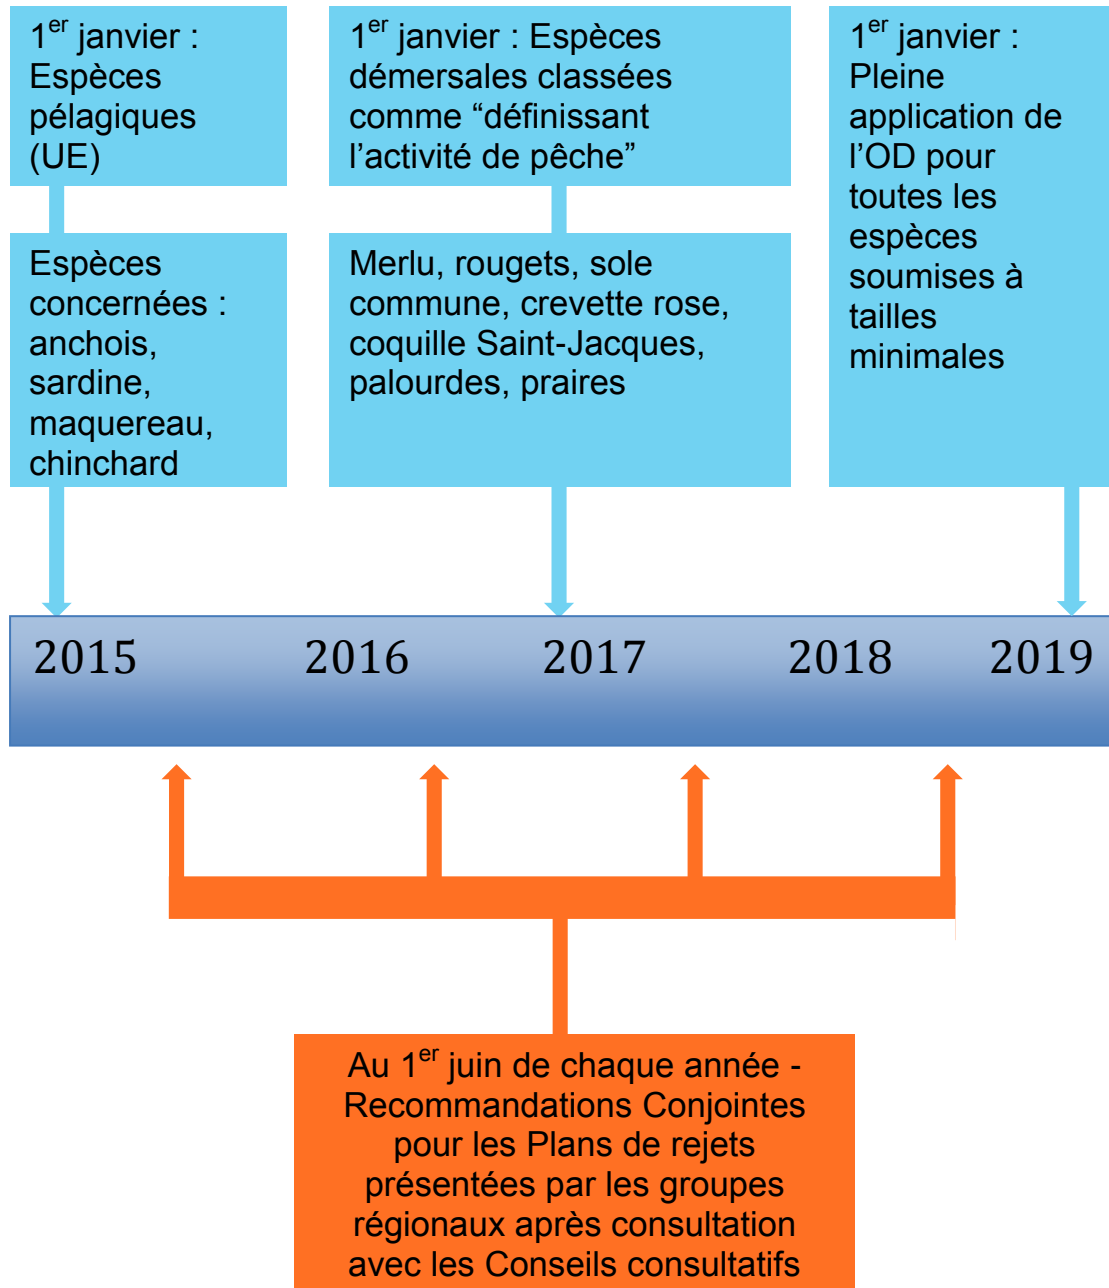 1er janvier :
Espèces
pélagiques
(UE)
Espèces
concernées :
anchois,
sardine,
maquereau,
chinchard
1er janvier : Espèces
démersales classées
comme “définissant
l’activité de pêche”
Merlu, rougets, sole
commune, crevette rose,
coquille Saint-Jacques,
palourdes, praires
1er janvier :
Pleine
application de
l’OD pour
toutes les
espèces
soumises à
tailles
minimales
2015 2016 2017 2018 2019
Au 1er juin de chaque année -
Recommandations Conjointes
pour les Plans de rejets
présentées par les groupes
régionaux après consultation
avec les Conseils consultatifs